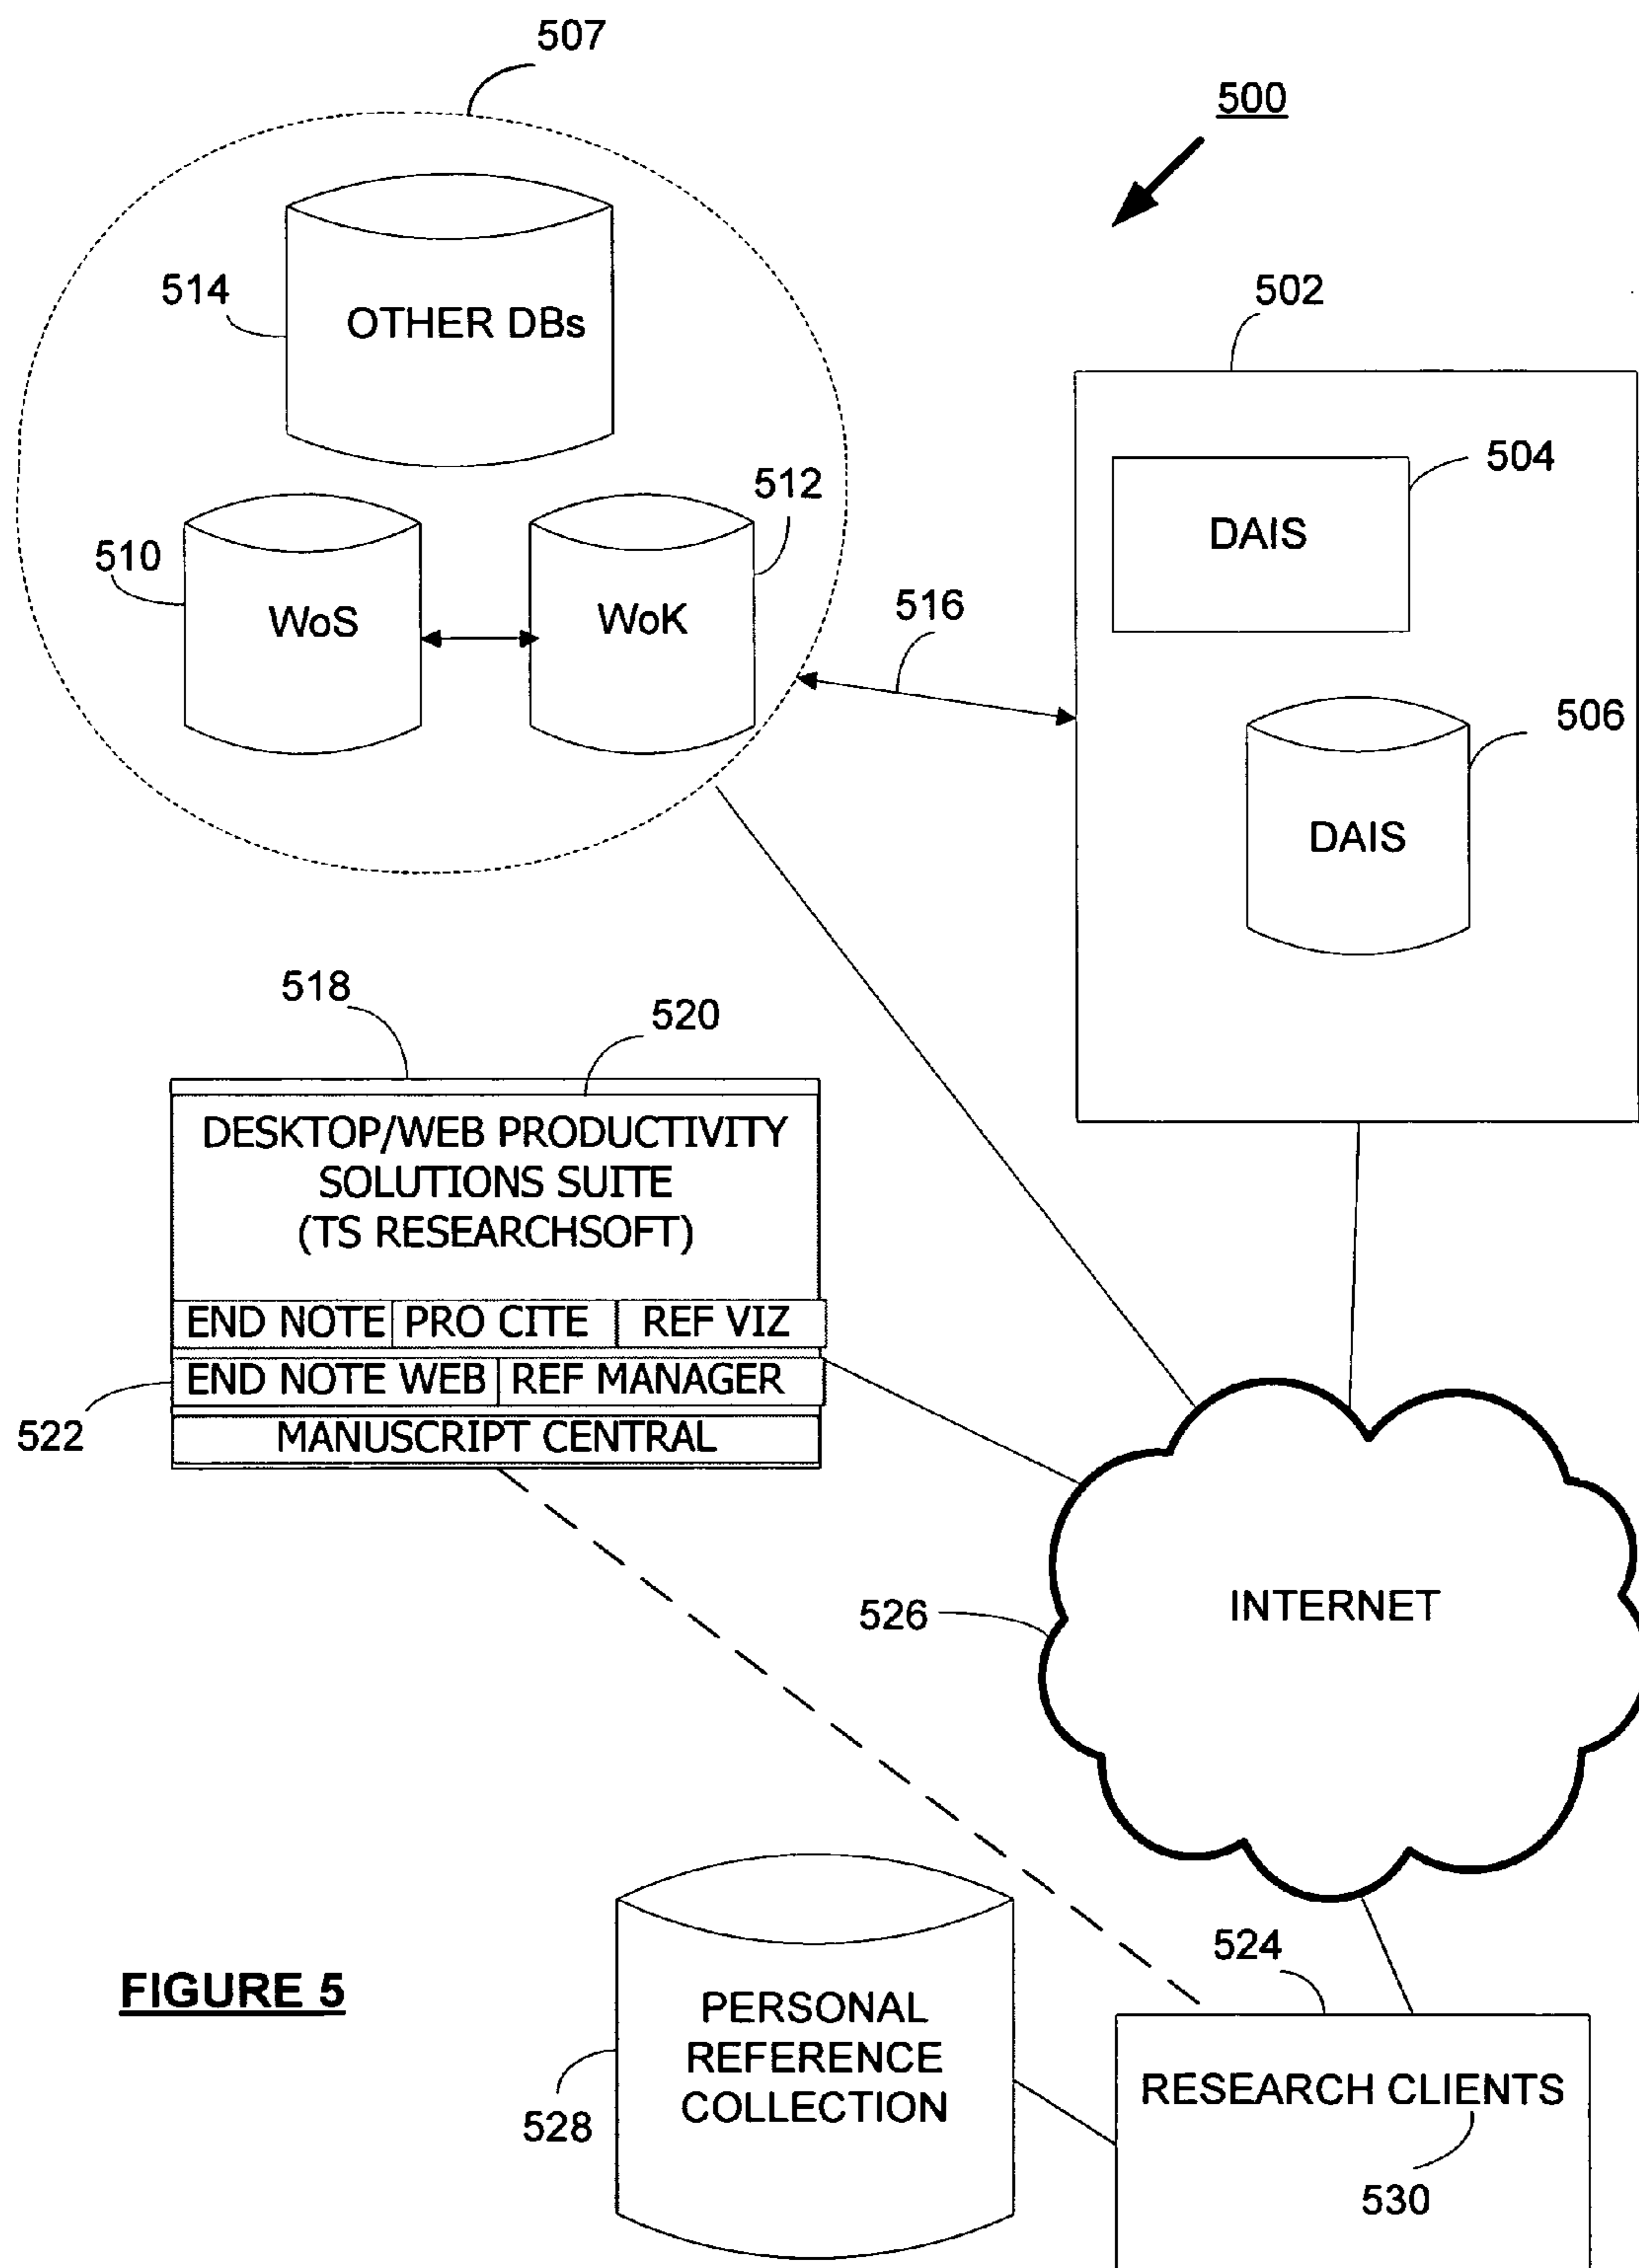 507
500
514
OTHER DBs
502
504
DAIS
512
510
WoS
WoK
516
506
DAIS
518
520
DESKTOP/WEB PRODUCTIVITY
SOLUTIONS SUITE
(TS RESEARCHSOFT)
END NOTE PRO CITE REF VIZ
END NOTE WEB REF MANAGER
522
MANUSCRIPT CENTRAL
526
INTERNET
524
FIGURE 5
PERSONAL
REFERENCE
COLLECTION
528
RESEARCH CLIENTS
530